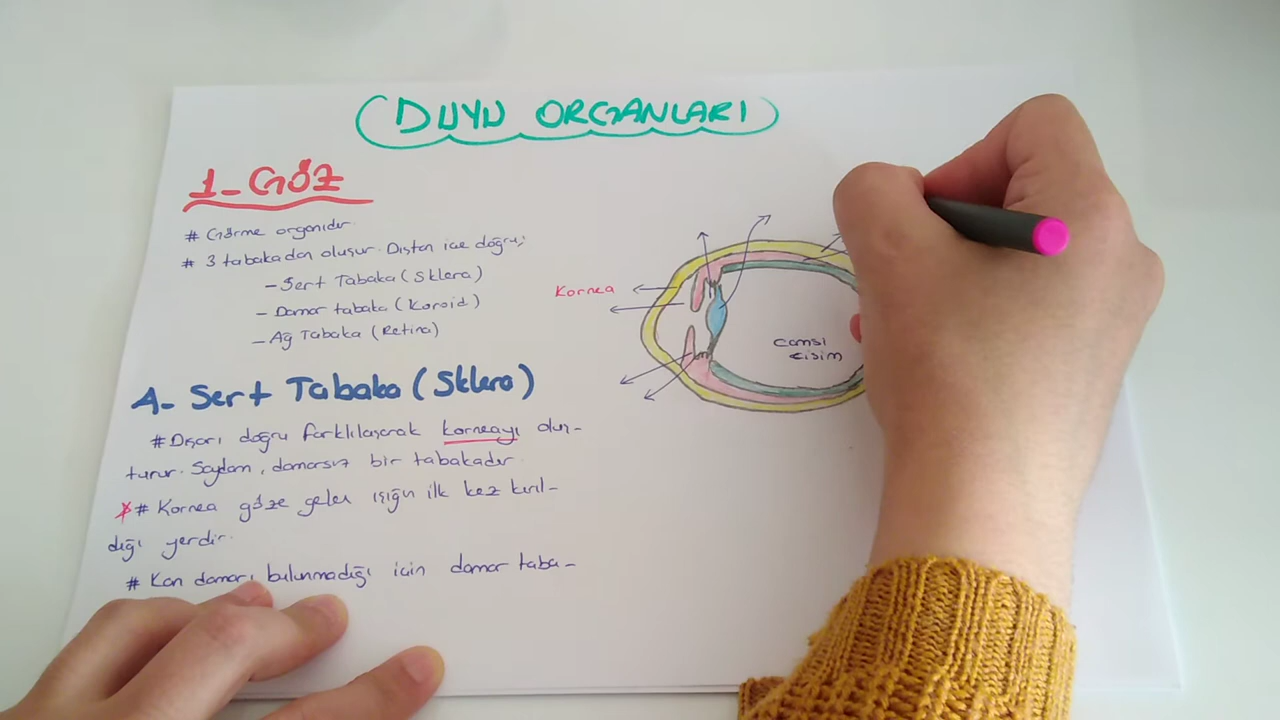 DUYU ORGANLARI
1- GÖZ
# Görme organıdır.
# 3 tabakadan oluşur. Dıştan içe doğru;
- Sert Tabaka (Sklera)
- Damar tabaka (Koroid)
- Ağ Tabaka (Retina)
Kornea
camsı
cisim
A- Sert Tabaka (Sklera)
# Dışarı doğru farklılaşarak korneayı oluş-
turur. Saydam, damarsız bir tabakadır.
# Kornea göze gelen ışığın ilk kez kırıl-
dığı yerdir.
# Kan damarı bulunmadığı için damar taba-